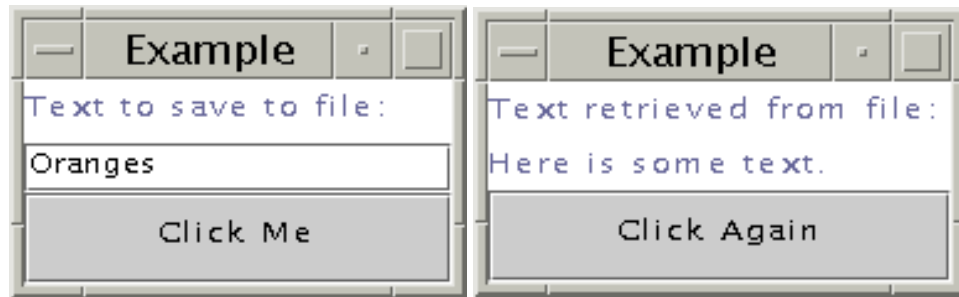 Example
Text to save to file:
Oranges
Click Me
Example
Text retrieved from file:
Here is some text.
Click Again